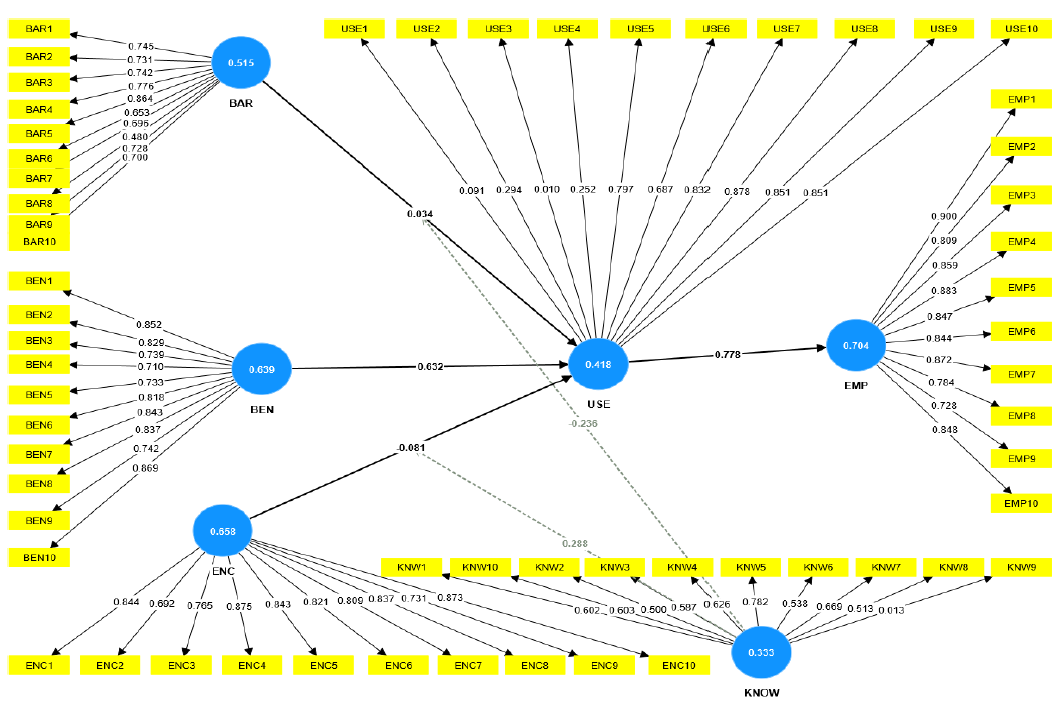 BAR1
BAR2
BAR3
BAR4
BAR5
BAR6
BAR7
BAR8
BAR9
BAR10
0.745
0.731
0.742
0.776
0.864
0.653
0.696
0.480
0.728
0.700
0.515
BAR
USE1 USE2 USE3 USE4 USE5 USE6 USE7 USE8 USE9 USE10
0.091 0.294 0.010 0.252 0.797 0.687 0.832 0.878 0.851 0.851
0.034
EMP1
EMP2
EMP3
EMP4
EMP5
EMP6
EMP7
EMP8
EMP9
EMP10
0.900
0.809
0.859
0.883
0.847
0.844
0.872
0.784
0.728
0.848
0.704
EMP
BEN1
BEN2
BEN3
BEN4
BEN5
BEN6
BEN7
BEN8
BEN9
BEN10
0.852
0.829
0.739
0.710
0.733
0.818
0.843
0.837
0.742
0.869
0.639
BEN
0.632
0.418
USE
0.778
-0.236
-0.081
0.288
0.658
ENC
0.844 0.692 0.765 0.875 0.843 0.821 0.809 0.837 0.731 0.873
ENC1 ENC2 ENC3 ENC4 ENC5 ENC6 ENC7 ENC8 ENC9 ENC10
KNW1 KNW10 KNW2 KNW3 KNW4 KNW5 KNW6 KNW7 KNW8 KNW9
0.602 0.603 0.500 0.587 0.626 0.782 0.538 0.669 0.513 0.013
0.333
KNOW